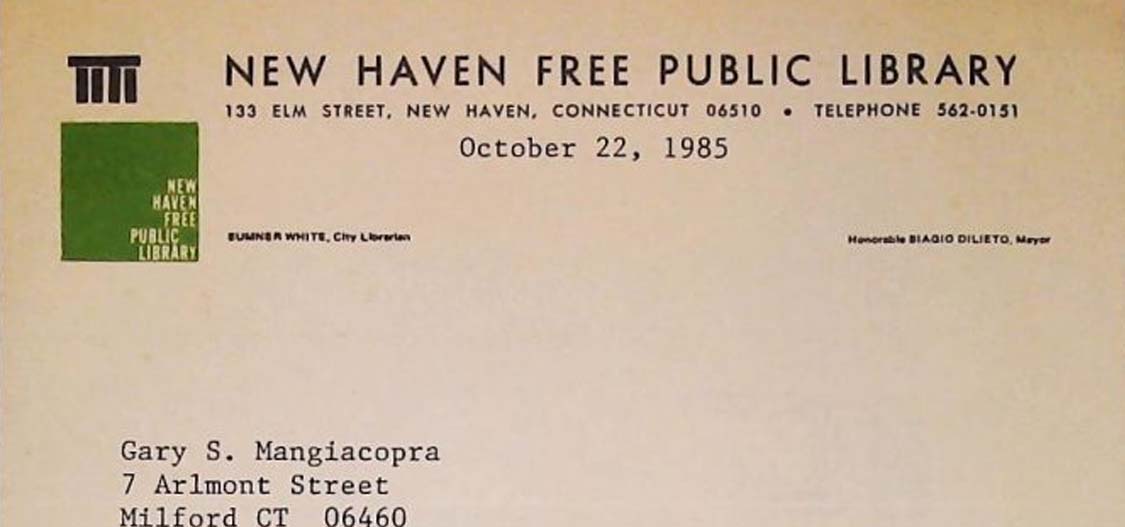 NEW HAVEN FREE PUBLIC LIBRARY
133 ELM STREET, NEW HAVEN, CONNECTICUT 06510 • TELEPHONE 562-0151
October 22, 1985
NEW
HAVEN
FREE
PUBLIC
LIBRARY
SUMNER WHITE, City Librarian
Honorable BIAGIO DILIETO, Mayor
Gary S. Mangiacopra
7 Arlmont Street
Milford CT 06460